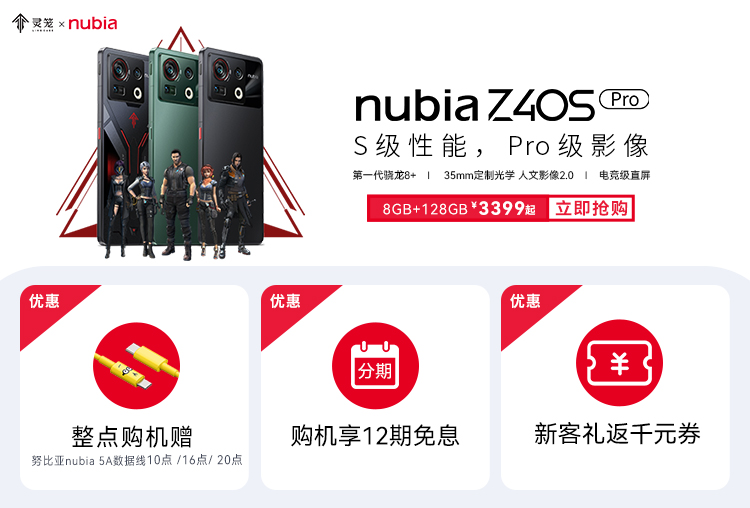 灵笼 × nubia
LING CAGE
nubia Z40S Pro
S级性能，Pro级影像
第一代骁龙8+ | 35mm定制光学 人文影像2.0 | 电竞级直屏
8GB+128GB ¥3399起 立即抢购
优惠
整点购机赠
努比亚nubia 5A数据线10点 /16点/ 20点
优惠
分期
购机享12期免息
优惠
¥
新客礼返千元券